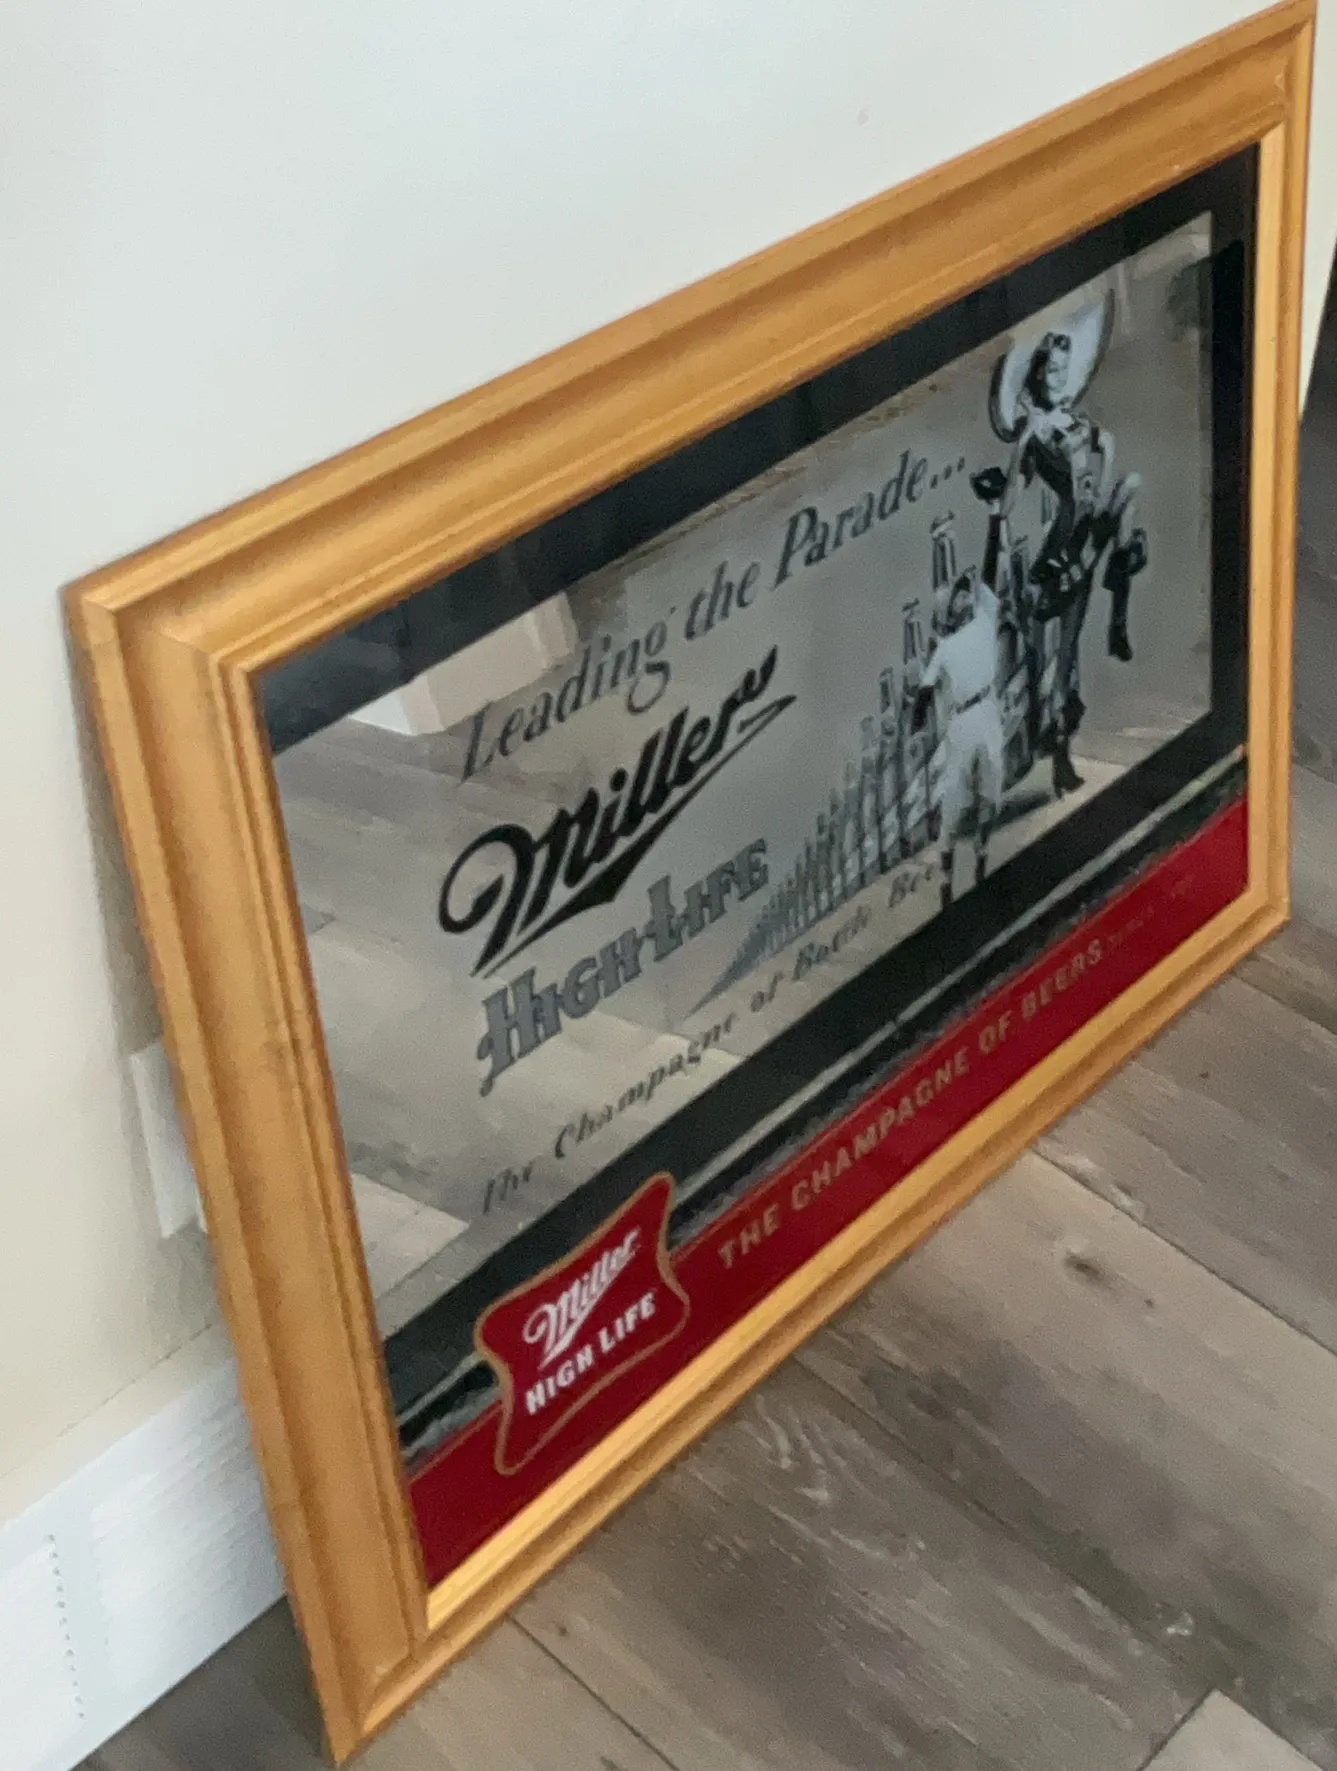 Leading the Parade...
Miller
HIGH-LIFE
The Champagne of Bottle Beer
Miller
HIGH LIFE
THE CHAMPAGNE OF BEERS